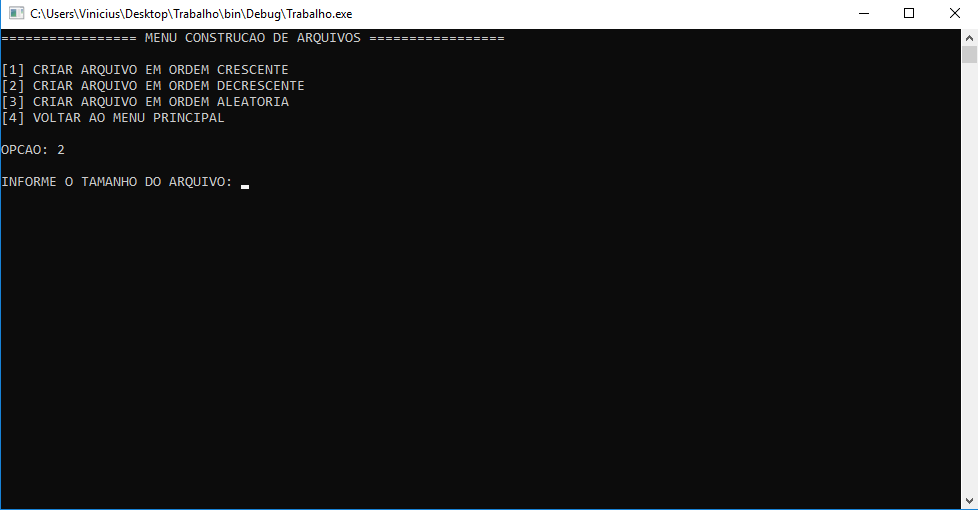 C:\Users\Vinicius\Desktop\Trabalho\bin\Debug\Trabalho.exe
================= MENU CONSTRUCAO DE ARQUIVOS =================
[1] CRIAR ARQUIVO EM ORDEM CRESCENTE
[2] CRIAR ARQUIVO EM ORDEM DECRESCENTE
[3] CRIAR ARQUIVO EM ORDEM ALEATORIA
[4] VOLTAR AO MENU PRINCIPAL
OPCAO: 2
INFORME O TAMANHO DO ARQUIVO: